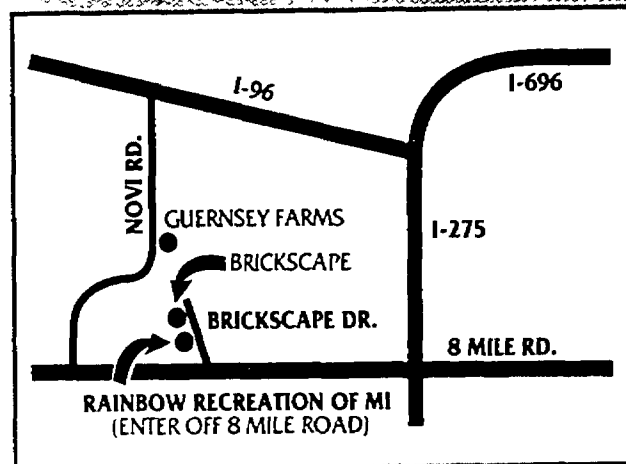 I-96
I-696
NOVI RD.
GUERNSEY FARMS
I-275
BRICKSCAPE
BRICKSCAPE DR.
8 MILE RD.
RAINBOW RECREATION OF MI
(ENTER OFF 8 MILE ROAD)